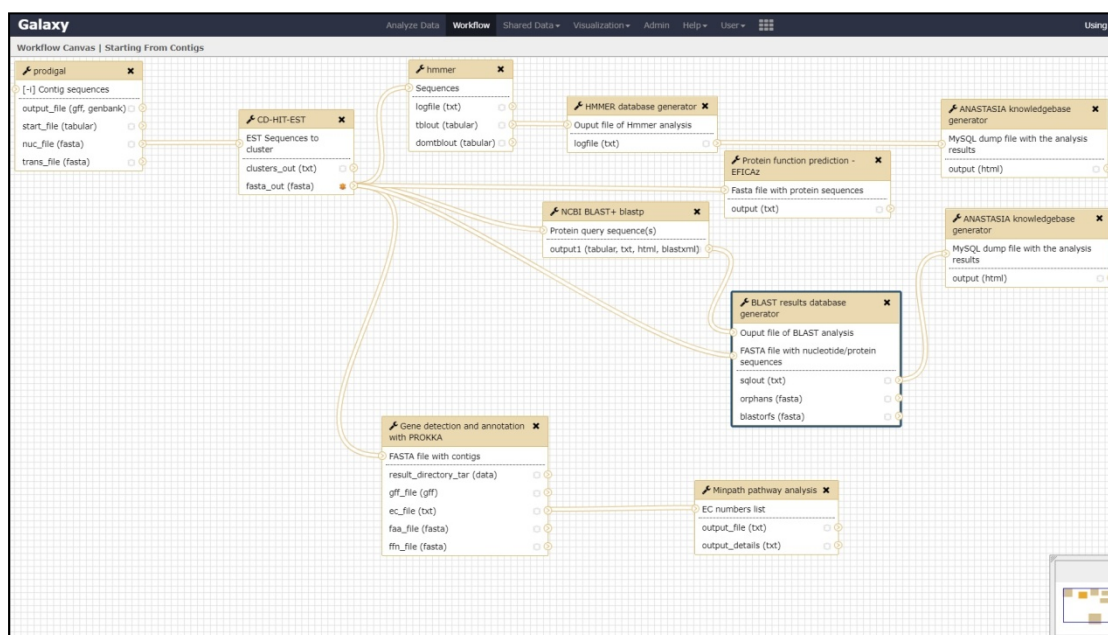 Galaxy
Analyze Data Workflow Shared Data Visualization Admin Help User
Using
Workflow Canvas | Starting From Contigs
prodigal
[-i] Contig sequences
output_file (gff, genbank)
start_file (tabular)
nuc_file (fasta)
trans_file (fasta)
CD-HIT-EST
EST Sequences to
cluster
clusters_out (txt)
fasta_out (fasta)
hmmer
Sequences
logfile (txt)
tblout (tabular)
domtblout (tabular)
HMMER database generator
Ouput file of Hmmer analysis
logfile (txt)
ANASTASIA knowledgebase
generator
MySQL dump file with the analysis
results
output (html)
Protein function prediction -
EFICAz
Fasta file with protein sequences
output (txt)
NCBI BLAST+ blastp
Protein query sequence(s)
output1 (tabular, txt, html, blastxml)
ANASTASIA knowledgebase
generator
MySQL dump file with the analysis
results
output (html)
BLAST results database
generator
Ouput file of BLAST analysis
FASTA file with nucleotide/protein
sequences
sqlout (txt)
orphans (fasta)
blastorfs (fasta)
Gene detection and annotation
with PROKKA
FASTA file with contigs
result_directory_tar (data)
gff_file (gff)
ec_file (txt)
faa_file (fasta)
ffn_file (fasta)
Minpath pathway analysis
EC numbers list
output_file (txt)
output_details (txt)